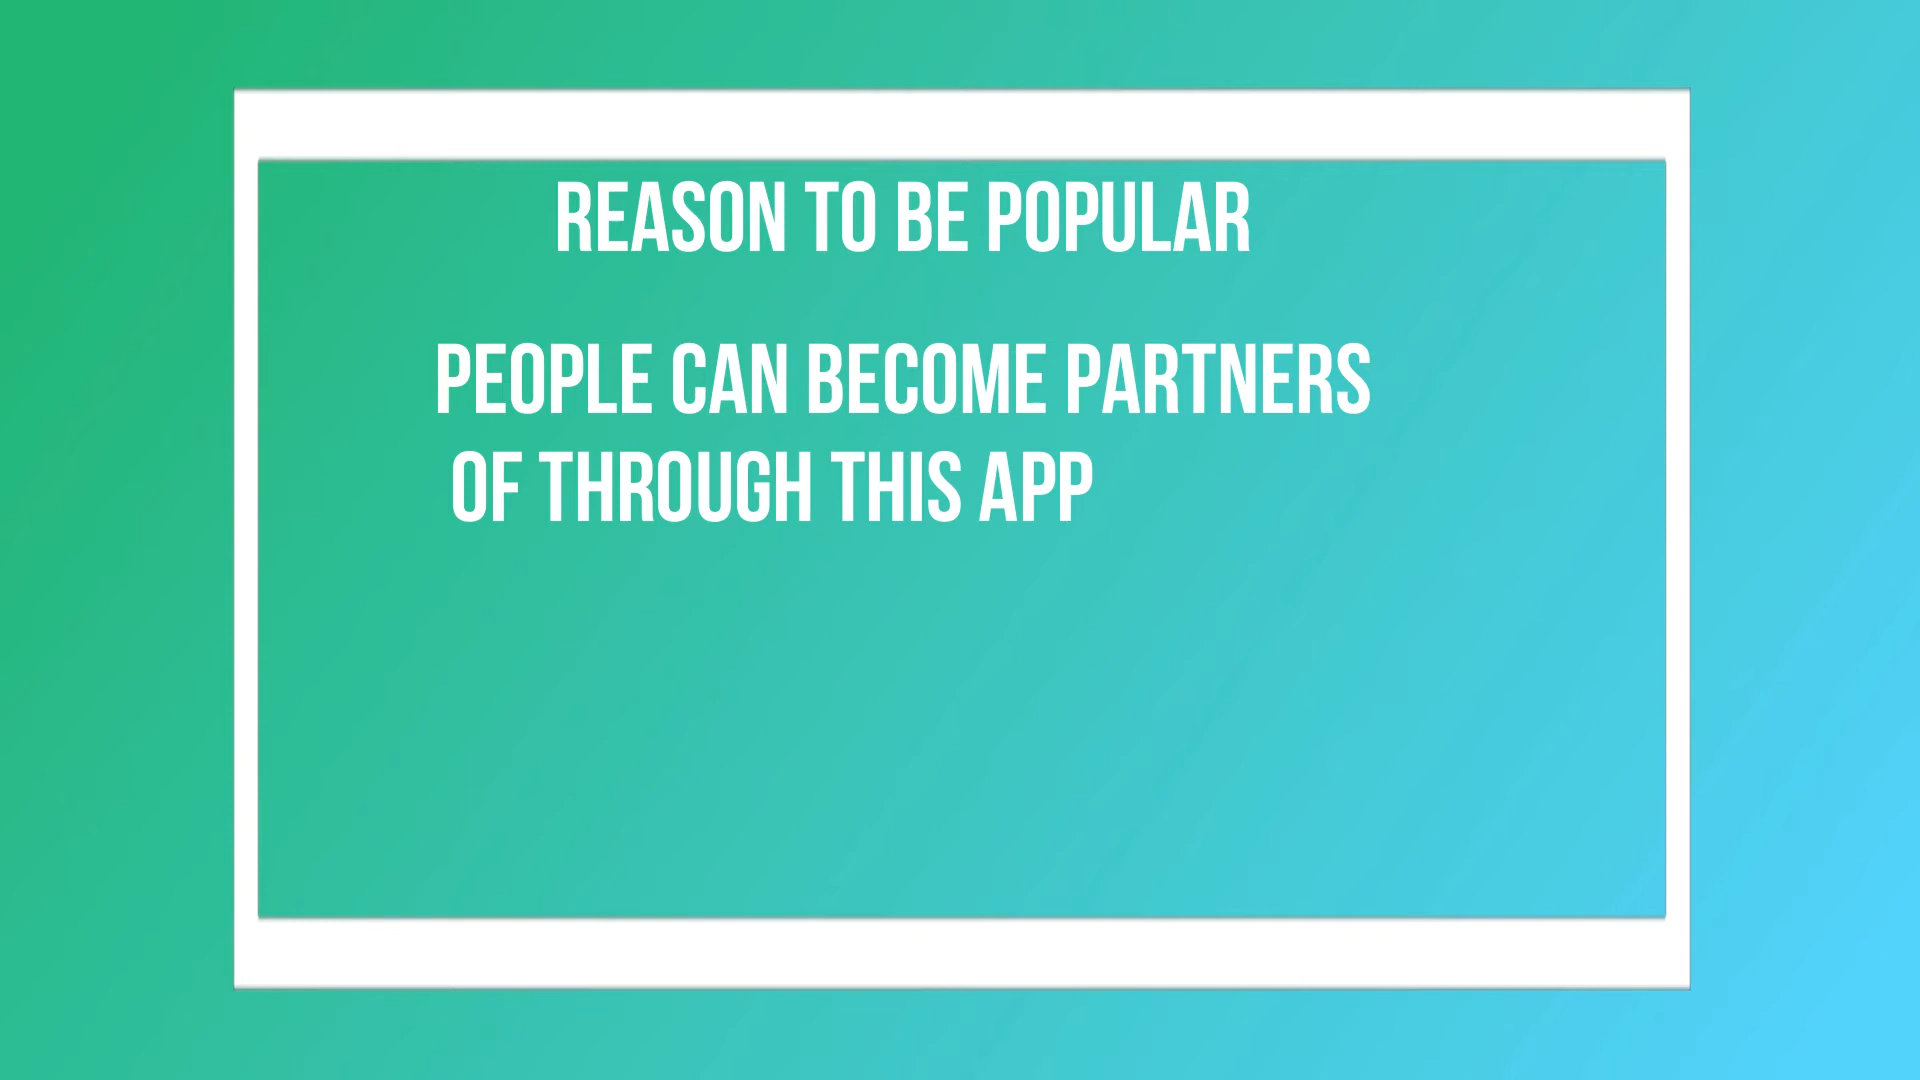 REASON TO BE POPULAR
PEOPLE CAN BECOME PARTNERS
OF THROUGH THIS APP